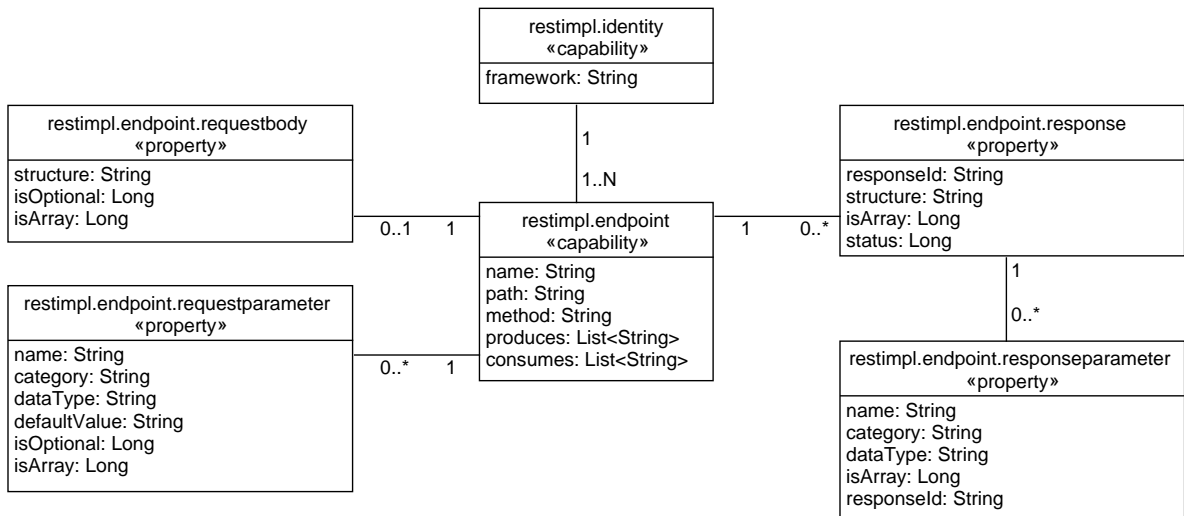 restimpl.identity
«capability»
framework: String
1
1..N
restimpl.endpoint.requestbody
«property»
structure: String
isOptional: Long
isArray: Long
0..1
1
restimpl.endpoint
«capability»
name: String
path: String
method: String
produces: List<String>
consumes: List<String>
1
0..*
restimpl.endpoint.response
«property»
responseId: String
structure: String
isArray: Long
status: Long
1
0..*
restimpl.endpoint.requestparameter
«property»
name: String
category: String
dataType: String
defaultValue: String
isOptional: Long
isArray: Long
0..*
1
restimpl.endpoint.responseparameter
«property»
name: String
category: String
dataType: String
isArray: Long
responseId: String